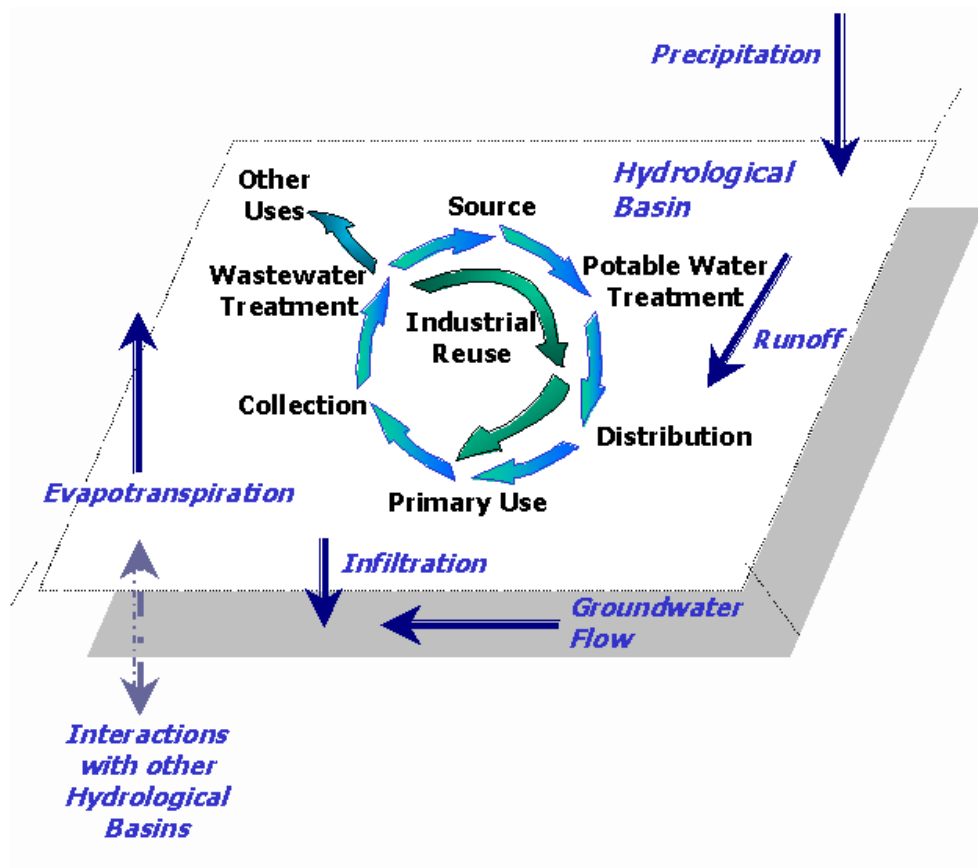 Precipitation
Hydrological
Basin
Other
Uses
Source
Wastewater
Treatment
Potable Water
Treatment
Industrial
Reuse
Runoff
Collection
Distribution
Evapotranspiration
Primary Use
Infiltration
Groundwater
Flow
Interactions
with other
Hydrological
Basins